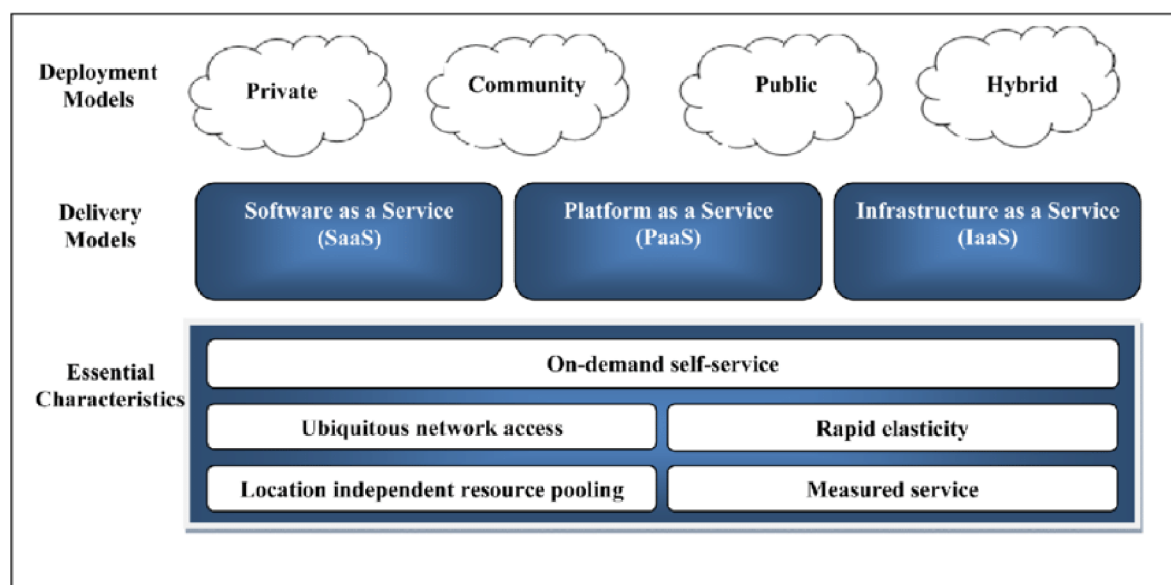 Deployment
Models
Private
Community
Public
Hybrid
Delivery
Models
Software as a Service
(SaaS)
Platform as a Service
(PaaS)
Infrastructure as a Service
(IaaS)
Essential
Characteristics
On-demand self-service
Ubiquitous network access
Rapid elasticity
Location independent resource pooling
Measured service